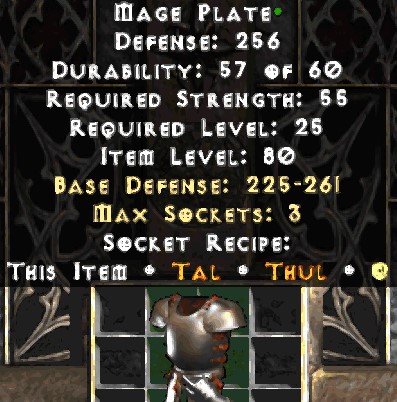 Mage Plate
Defense: 256
Durability: 57 of 60
Required Strength: 55
Required Level: 25
Item Level: 80
Base Defense: 225-261
Max Sockets: 3
Socket Recipe:
This Item • Tal • Thul •